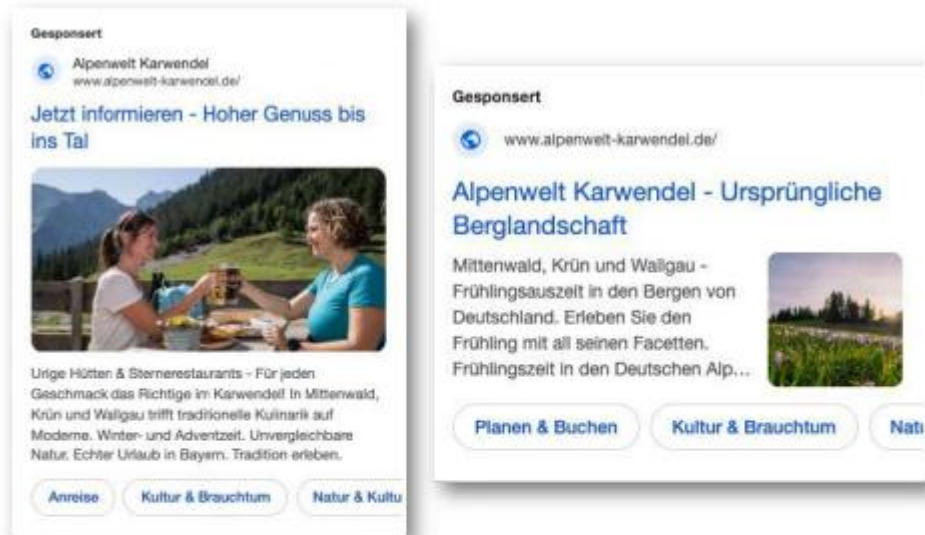 Gesponsert
Alpenwelt Karwendel
www.alpenwelt-karwendel.de/
Jetzt informieren - Hoher Genuss bis
ins Tal
Urige Hütten & Sternerestaurants - Für jeden
Geschmack das Richtige im Karwendel! In Mittenwald,
Krün und Wallgau trifft traditionelle Kulinarik auf
Moderne. Winter- und Adventzeit. Unvergleichbare
Natur. Echter Urlaub in Bayern. Tradition erleben.
Anreise
Kultur & Brauchtum
Natur & Kultu
Gesponsert
www.alpenwelt-karwendel.de/
Alpenwelt Karwendel - Ursprüngliche
Berglandschaft
Mittenwald, Krün und Wallgau -
Frühlingsauszeit in den Bergen von
Deutschland. Erleben Sie den
Frühling mit all seinen Facetten.
Frühlingszeit in den Deutschen Alp...
Planen & Buchen
Kultur & Brauchtum
Natu